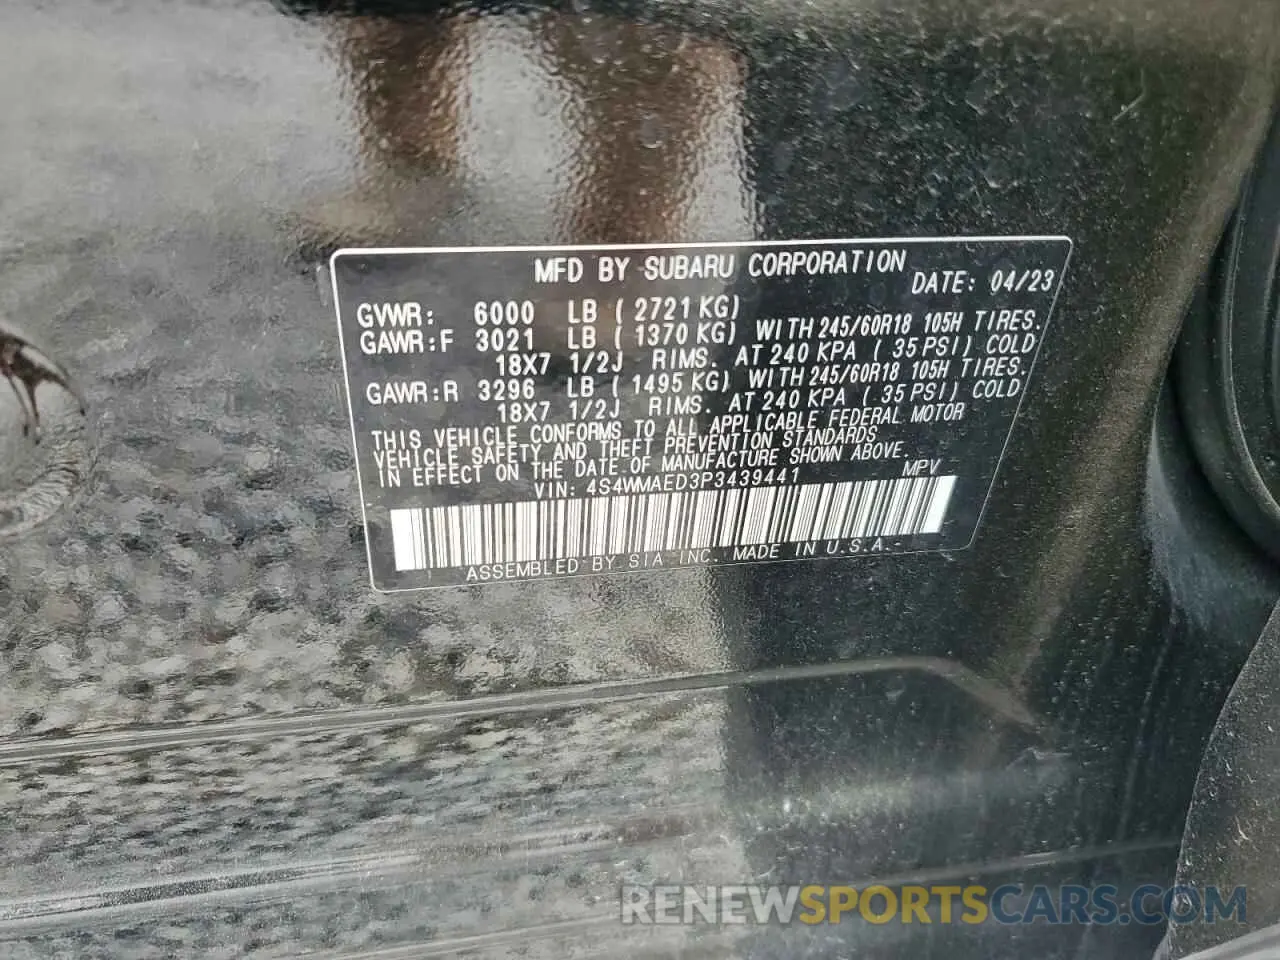 MFD BY SUBARU CORPORATION DATE: 04/23
GVWR: 6000 LB ( 2721 KG)
GAWR:F 3021 LB ( 1370 KG) WITH 245/60R18 105H TIRES.
18X7 1/2J RIMS. AT 240 KPA ( 35 PSI) COLD
GAWR:R 3296 LB ( 1495 KG) WITH 245/60R18 105H TIRES.
18X7 1/2J RIMS. AT 240 KPA ( 35 PSI) COLD
THIS VEHICLE CONFORMS TO ALL APPLICABLE FEDERAL MOTOR
VEHICLE SAFETY AND THEFT PREVENTION STANDARDS
IN EFFECT ON THE DATE OF MANUFACTURE SHOWN ABOVE.
VIN: 4S4WMAED3P3439441 MPV
ASSEMBLED BY SIA INC. MADE IN U.S.A.
RENEWSPORTSCARS.COM